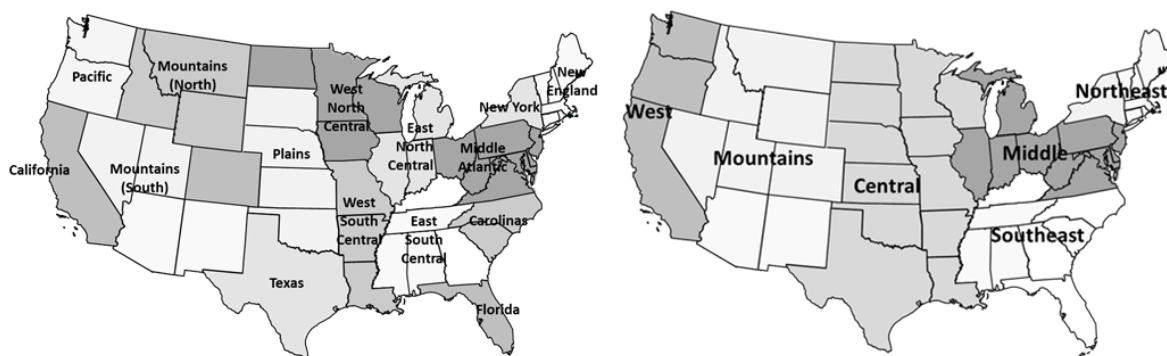 Pacific
Mountains
(North)
West
North
Central
New York
New
England
East
North
Central
Middle
Atlantic
Plains
California
Mountains
(South)
West
South
Central
East
South
Central
Carolinas
Texas
Florida
West
Mountains
Central
Middle
Northeast
Southeast